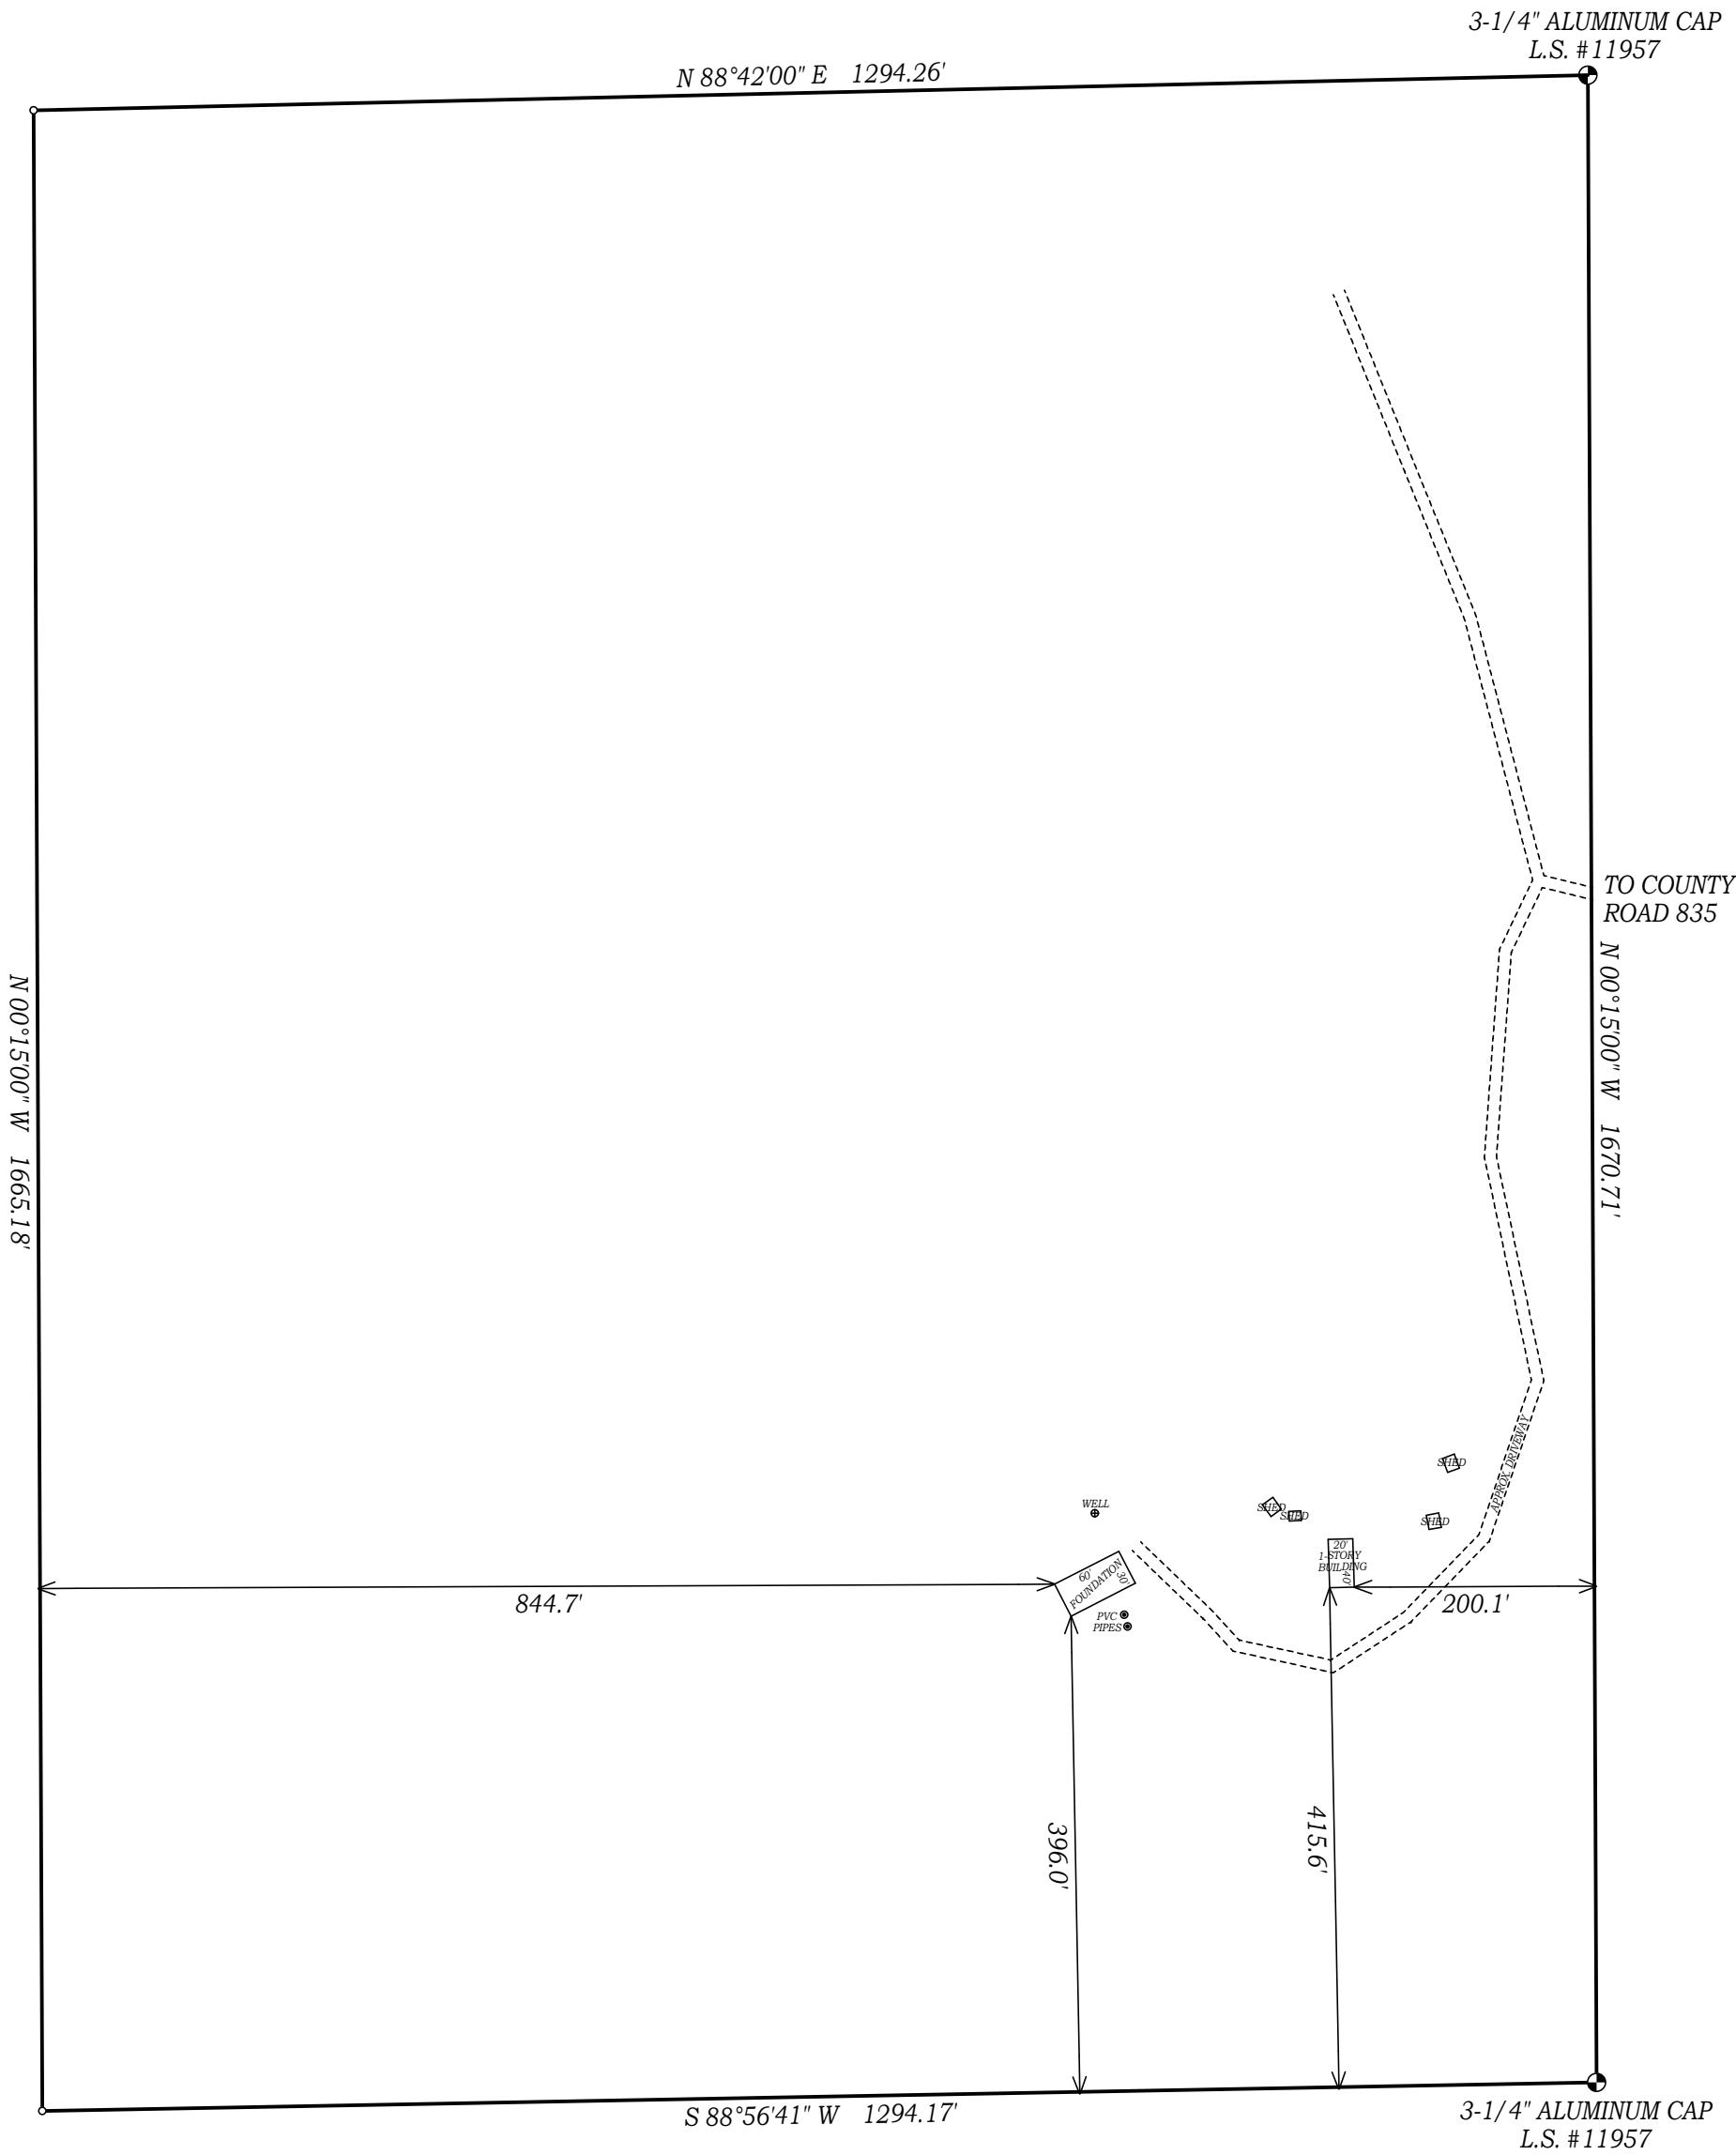 3-1/4" ALUMINUM CAP
L.S. #11957
N 88°42'00" E 1294.26'
TO COUNTY
ROAD 835
N 00°15'00" W 1670.71'
N 00°15'00" W 1665.18'
APPROX. DRIVEWAY
SHED
WELL
SHED
SHED
SHED
20'
1-STORY
BUILDING
40'
60'
FOUNDATION
30'
844.7'
200.1'
PVC
PIPES
396.0'
415.6'
S 88°56'41" W 1294.17'
3-1/4" ALUMINUM CAP
L.S. #11957